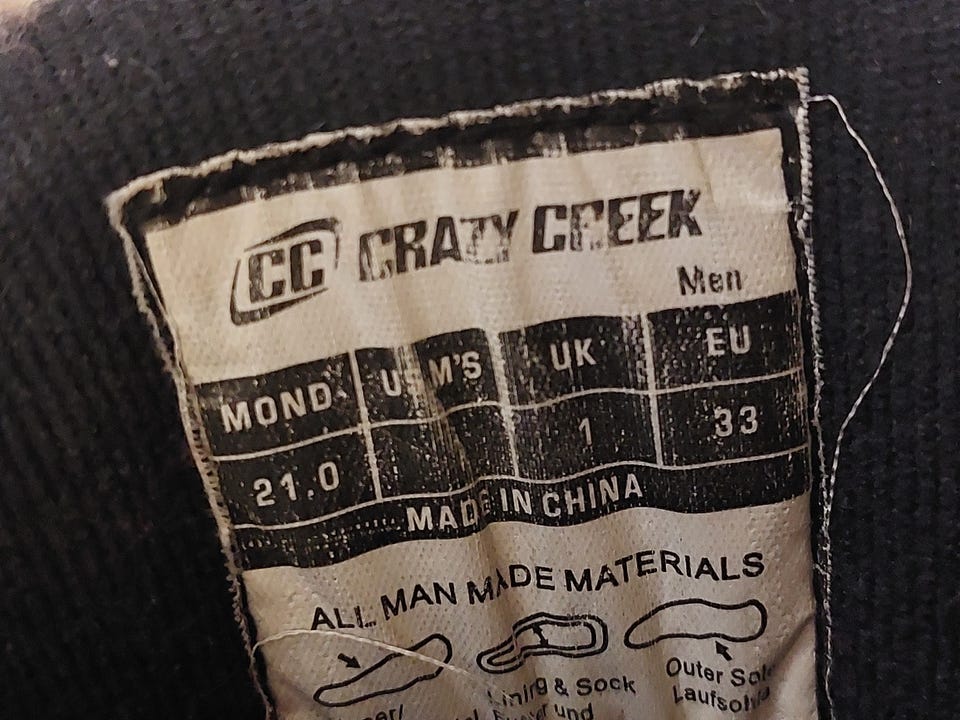 CC CRAZY CREEK
Men
MOND US M'S UK EU
21.0 1 33
MADE IN CHINA
ALL MAN MADE MATERIALS
Lining & Sock
Outer Sole
und
Laufsohle